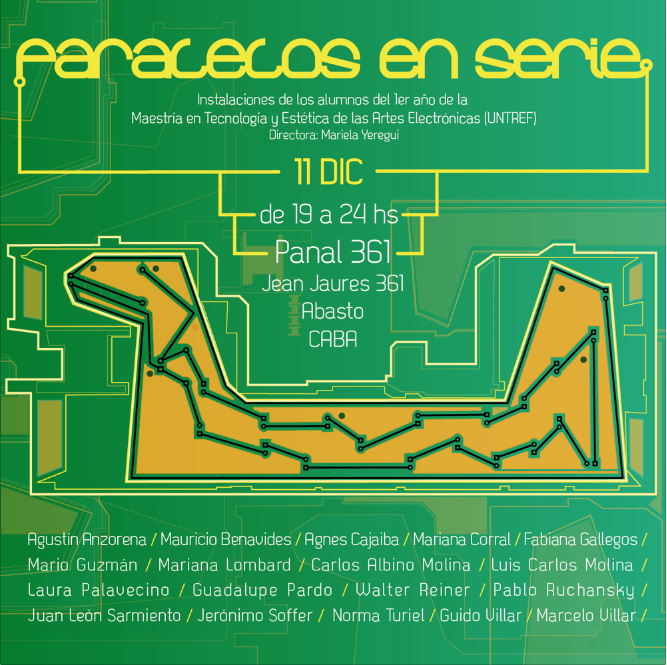 Paralelos en serie
Instalaciones de los alumnos del 1er año de la
Maestría en Tecnología y Estética de las Artes Electrónicas (UNTREF)
Directora: Mariela Yeregui
11 DIC
de 19 a 24 hs
Panal 361
Jean Jaures 361
Abasto
CABA
Agustín Anzorena / Mauricio Benavides / Agnes Cajaiba / Mariana Corral / Fabiana Gallegos /
Mario Guzmán / Mariana Lombard / Carlos Albino Molina / Luis Carlos Molina /
Laura Palavecino / Guadalupe Pardo / Walter Reiner / Pablo Ruchansky /
Juan León Sarmiento / Jerónimo Soffer / Norma Turiel / Guido Villar / Marcelo Villar /